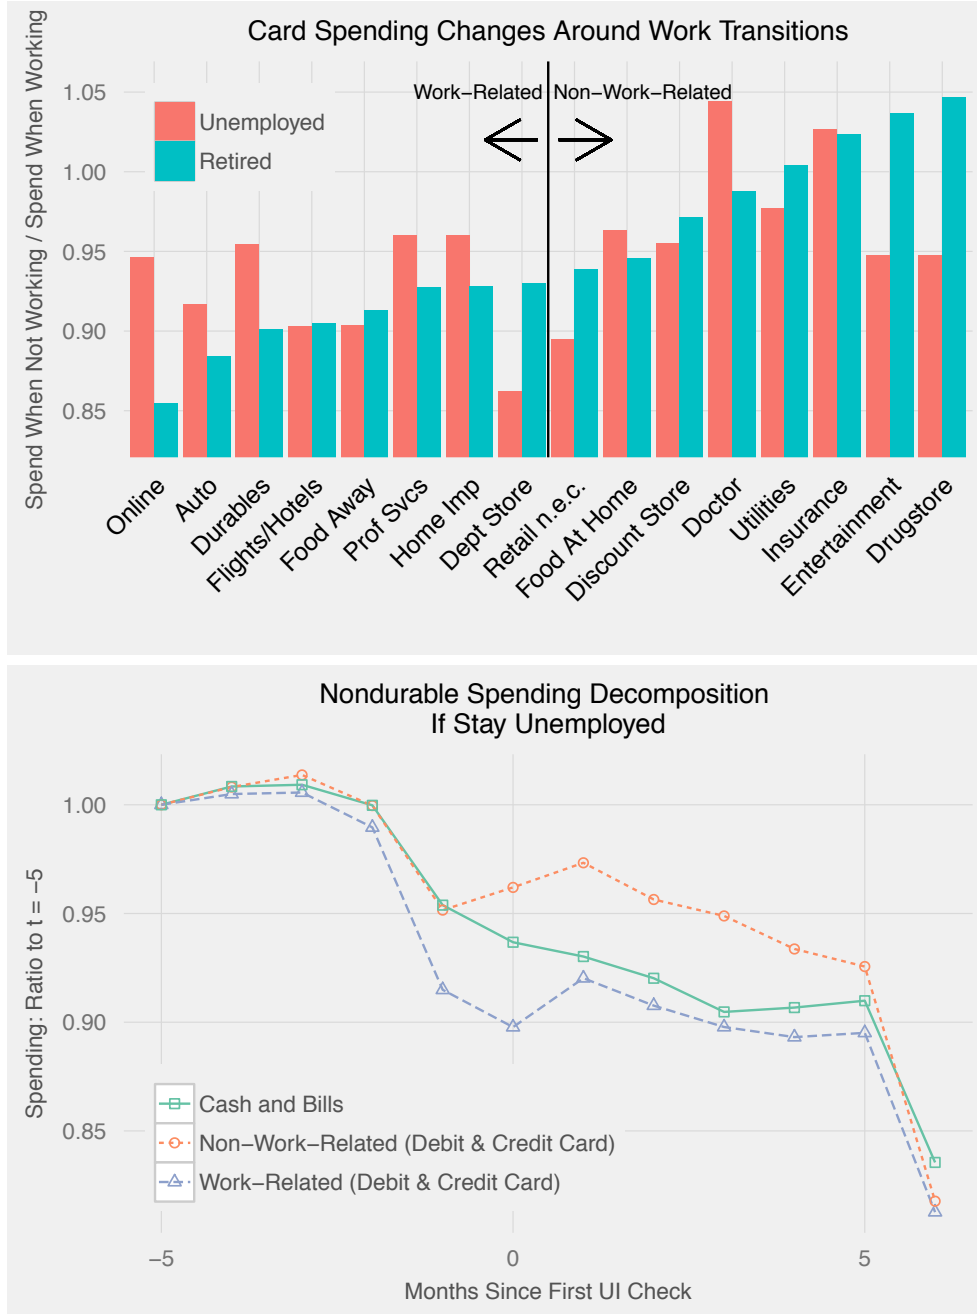 Card Spending Changes Around Work Transitions
Spend When Not Working / Spend When Working
1.05
1.00
0.95
0.90
0.85
Work−Related
Non−Work−Related
Unemployed
Retired
Online
Auto
Durables
Flights/Hotels
Food Away
Prof Svcs
Home Imp
Dept Store
Retail n.e.c.
Food At Home
Discount Store
Doctor
Utilities
Insurance
Entertainment
Drugstore
Nondurable Spending Decomposition
If Stay Unemployed
Spending: Ratio to t = −5
1.00
0.95
0.90
0.85
Cash and Bills
Non−Work−Related (Debit & Credit Card)
Work−Related (Debit & Credit Card)
−5
0
5
Months Since First UI Check